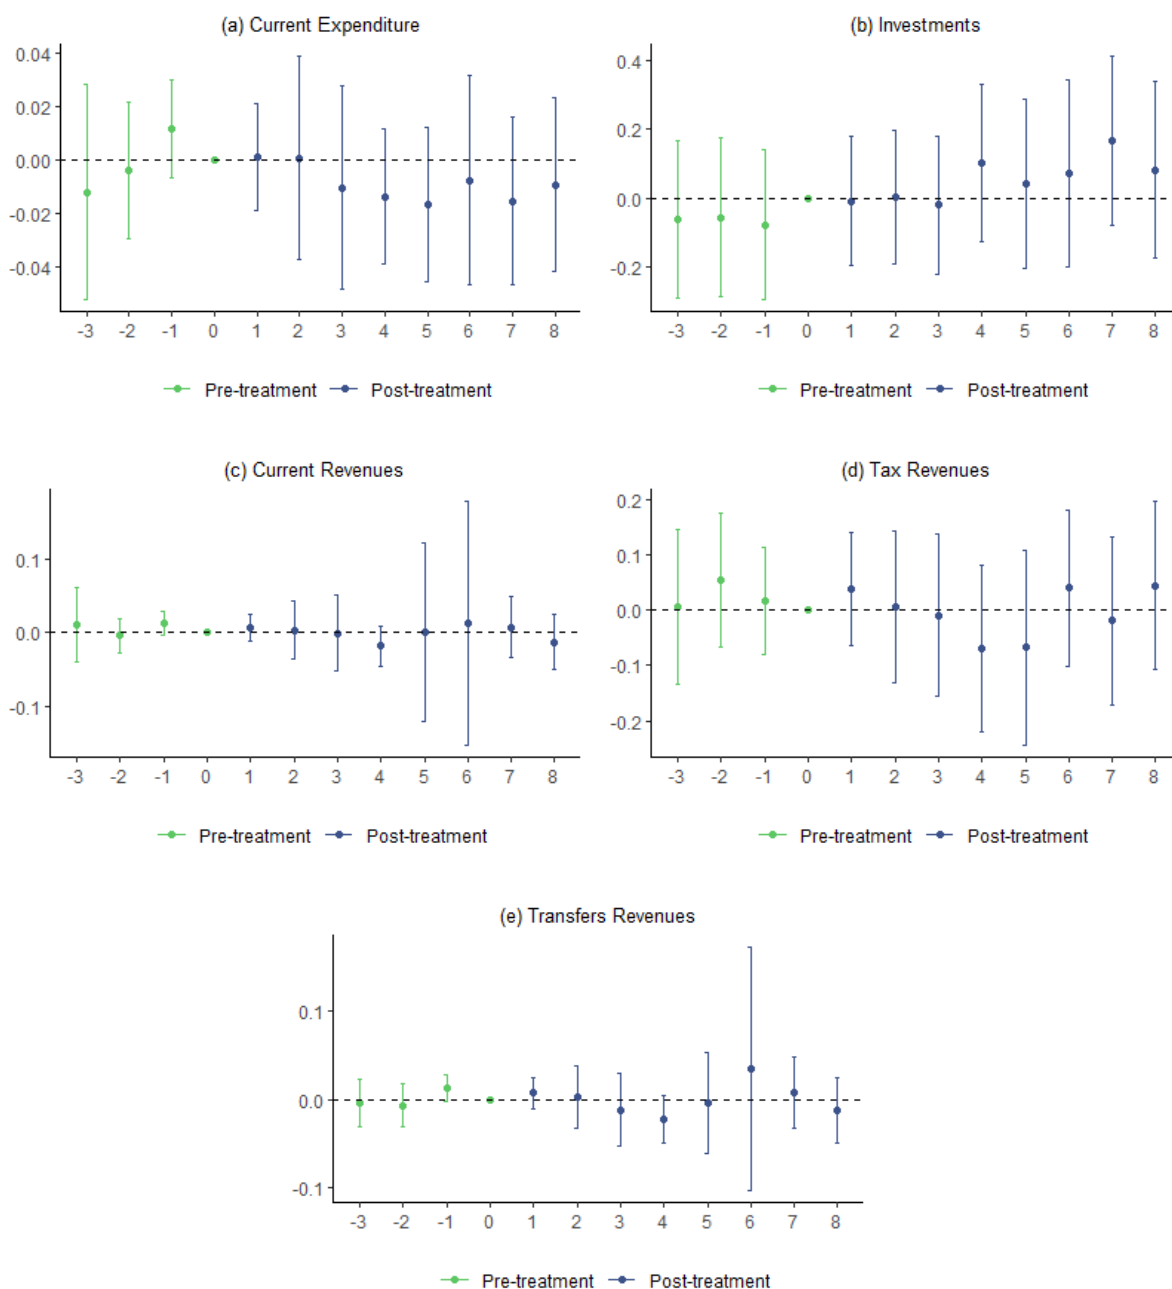 (a) Current Expenditure
0.04
0.02
0.00
-0.02
-0.04
-3 -2 -1 0 1 2 3 4 5 6 7 8
Pre-treatment Post-treatment
(b) Investments
0.4
0.2
0.0
-0.2
-3 -2 -1 0 1 2 3 4 5 6 7 8
Pre-treatment Post-treatment
(c) Current Revenues
0.1
0.0
-0.1
-3 -2 -1 0 1 2 3 4 5 6 7 8
Pre-treatment Post-treatment
(d) Tax Revenues
0.2
0.1
0.0
-0.1
-0.2
-3 -2 -1 0 1 2 3 4 5 6 7 8
Pre-treatment Post-treatment
(e) Transfers Revenues
0.1
0.0
-0.1
-3 -2 -1 0 1 2 3 4 5 6 7 8
Pre-treatment Post-treatment